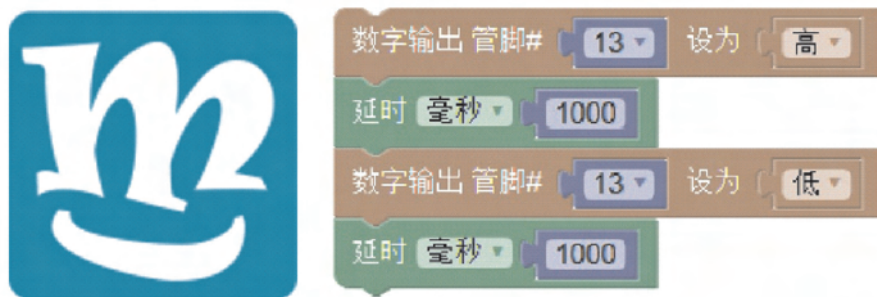 m
数字输出 管脚# 13 设为 高
延时 毫秒 1000
数字输出 管脚# 13 设为 低
延时 毫秒 1000